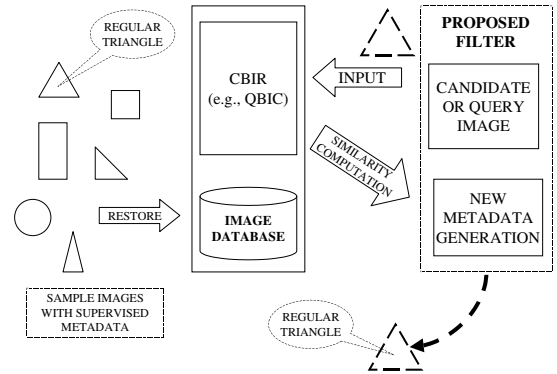 REGULAR
TRIANGLE
CBIR
(e.g., QBIC)
INPUT
PROPOSED
FILTER
CANDIDATE
OR QUERY
IMAGE
SIMILARITY
COMPUTATION
RESTORE
IMAGE
DATABASE
NEW
METADATA
GENERATION
SAMPLE IMAGES
WITH SUPERVISED
METADATA
REGULAR
TRIANGLE